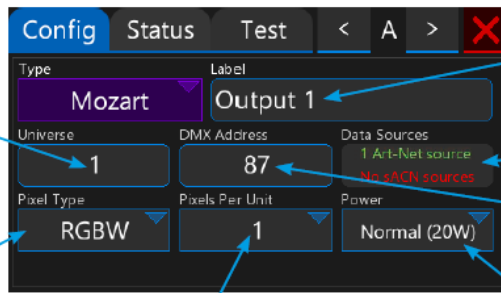 Config Status Test < A > X
Type Label
Mozart Output 1
Universe DMX Address Data Sources
1 87 1 Art-Net source
No sACN sources
Pixel Type Pixels Per Unit Power
RGBW 1 Normal (20W)